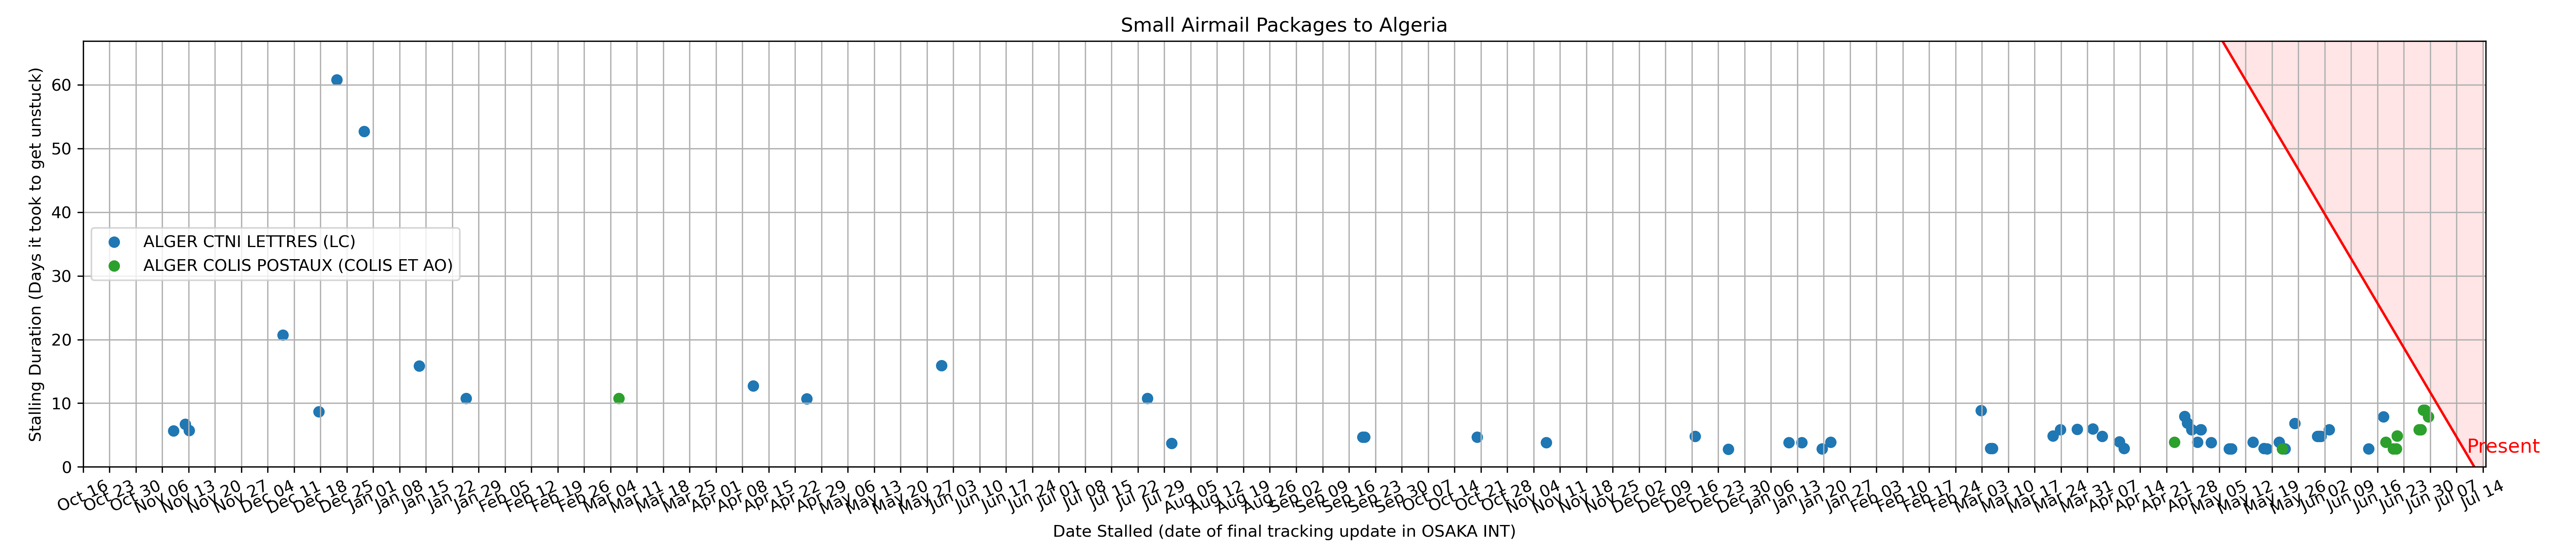 Small Airmail Packages to Algeria
Stalling Duration (Days it took to get unstuck)
60
50
40
30
20
10
0
ALGER CTNI LETTRES (LC)
ALGER COLIS POSTAUX (COLIS ET AO)
Present
Oct 16
Oct 23
Oct 30
Nov 06
Nov 13
Nov 20
Nov 27
Dec 04
Dec 11
Dec 18
Dec 25
Jan 01
Jan 08
Jan 15
Jan 22
Jan 29
Feb 05
Feb 12
Feb 19
Feb 26
Mar 04
Mar 11
Mar 18
Mar 25
Apr 01
Apr 08
Apr 15
Apr 22
Apr 29
May 06
May 13
May 20
May 27
Jun 03
Jun 10
Jun 17
Jun 24
Jul 01
Jul 08
Jul 15
Jul 22
Jul 29
Aug 05
Aug 12
Aug 19
Aug 26
Sep 02
Sep 09
Sep 16
Sep 23
Sep 30
Oct 07
Oct 14
Oct 21
Oct 28
Nov 04
Nov 11
Nov 18
Nov 25
Dec 02
Dec 09
Dec 16
Dec 23
Dec 30
Jan 06
Jan 13
Jan 20
Jan 27
Feb 03
Feb 10
Feb 17
Feb 24
Mar 03
Mar 10
Mar 17
Mar 24
Mar 31
Apr 07
Apr 14
Apr 21
Apr 28
May 05
May 12
May 19
May 26
Jun 02
Jun 09
Jun 16
Jun 23
Jun 30
Jul 07
Jul 14
Date Stalled (date of final tracking update in OSAKA INT)